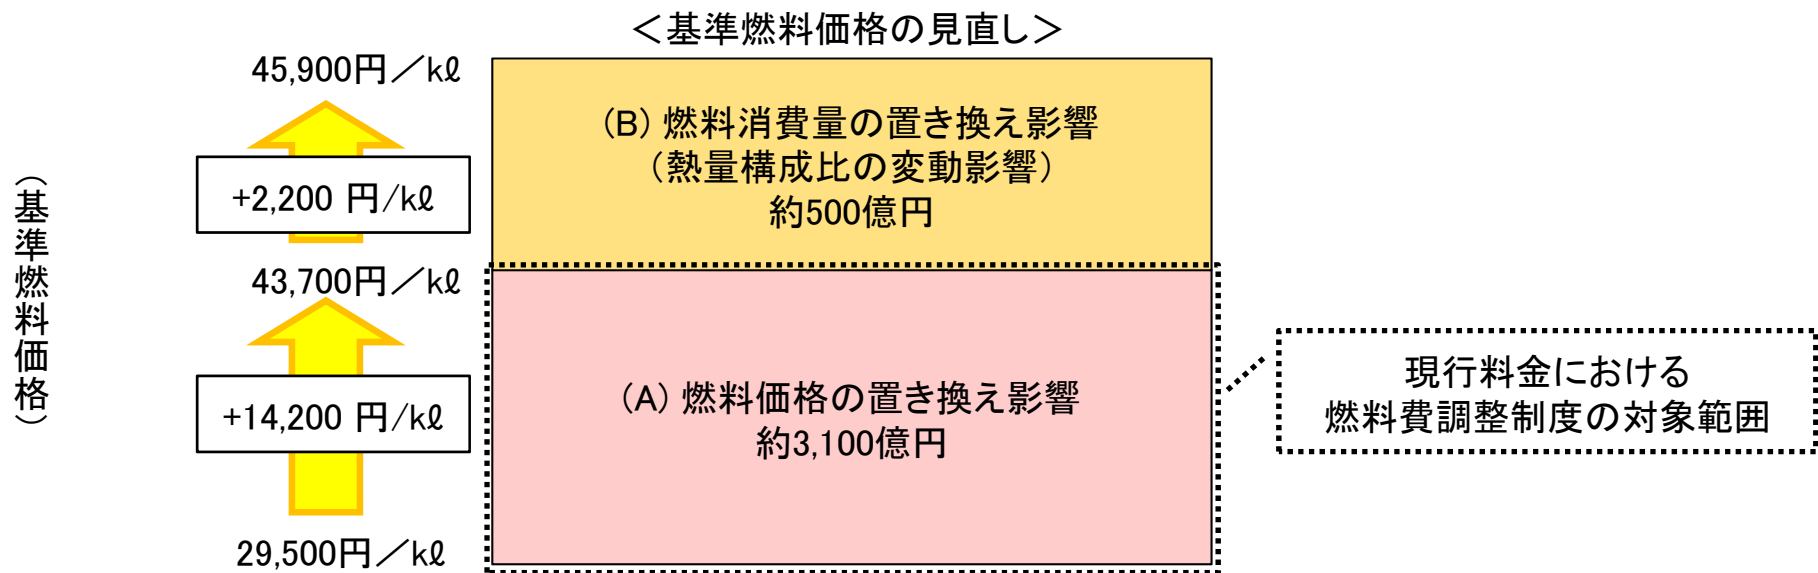 <基準燃料価格の見直し>
(基準燃料価格)
45,900円/kℓ
+2,200 円/kℓ
43,700円/kℓ
+14,200 円/kℓ
29,500円/kℓ
(B) 燃料消費量の置き換え影響
(熱量構成比の変動影響)
約500億円
(A) 燃料価格の置き換え影響
約3,100億円
現行料金における
燃料費調整制度の対象範囲